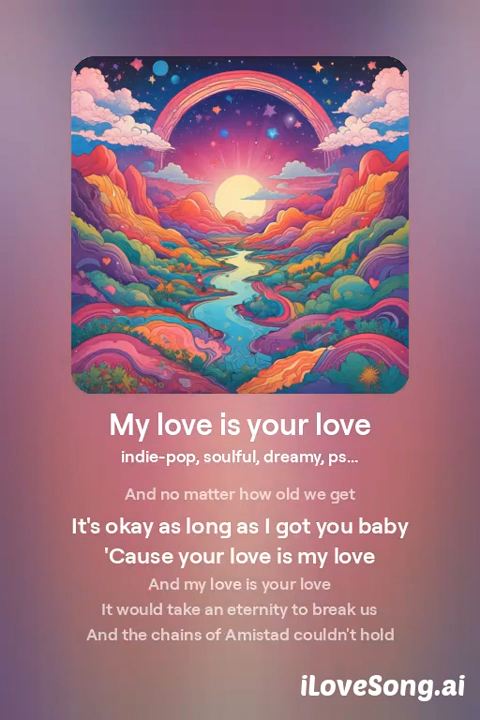 My love is your love
indie-pop, soulful, dreamy, ps...
And no matter how old we get
It's okay as long as I got you baby
'Cause your love is my love
And my love is your love
It would take an eternity to break us
And the chains of Amistad couldn't hold
iLoveSong.ai